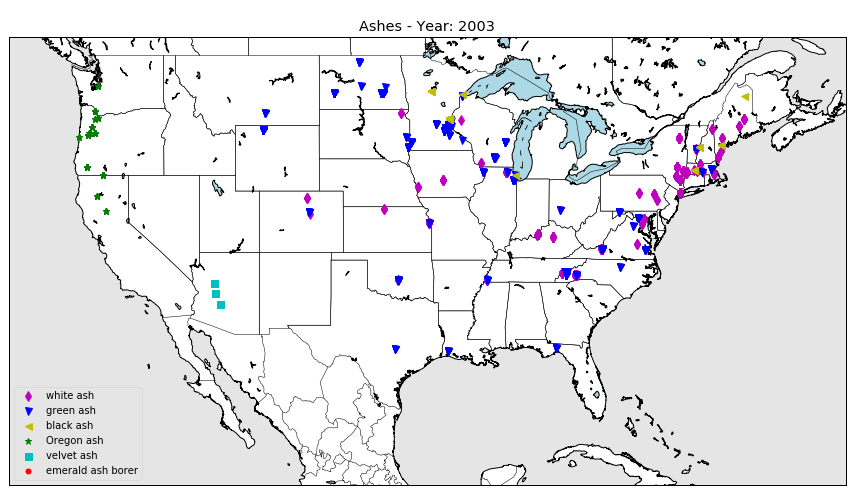 Ashes - Year: 2003
white ash
green ash
black ash
Oregon ash
velvet ash
emerald ash borer